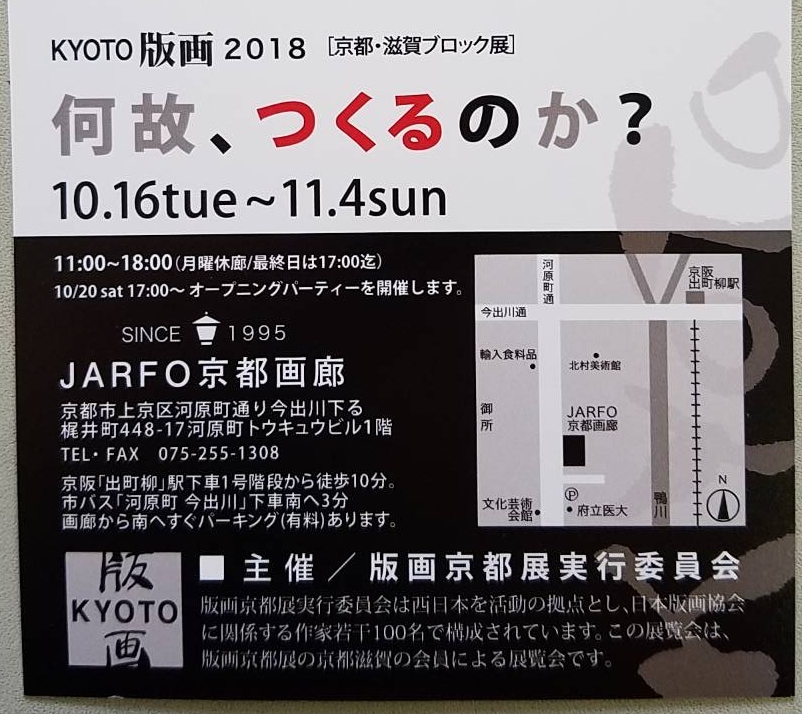 KYOTO 版画 2018 [京都・滋賀ブロック展]
何故、つくるのか?
10.16tue~11.4sun
11:00~18:00(月曜休廊/最終日は17:00迄)
10/20 sat 17:00~ オープニングパーティーを開催します。
SINCE 1995
JARFO京都画廊
京都市上京区河原町通り今出川下る
梶井町448-17河原町トウキュウビル1階
TEL・FAX 075-255-1308
京阪「出町柳」駅下車1号階段から徒歩10分。
市バス「河原町 今出川」下車南へ3分
画廊から南へすぐパーキング(有料)あります。
河原町通
京阪
出町柳駅
今出川通
輸入食料品
北村美術館
御所
JARFO
京都画廊
N
P
文化芸術
会館
府立医大
鴨川
版
KYOTO
画
■ 主催/版画京都展実行委員会
版画京都展実行委員会は西日本を活動の拠点とし、日本版画協会
に関係する作家若干100名で構成されています。この展覧会は、
版画京都展の京都滋賀の会員による展覧会です。